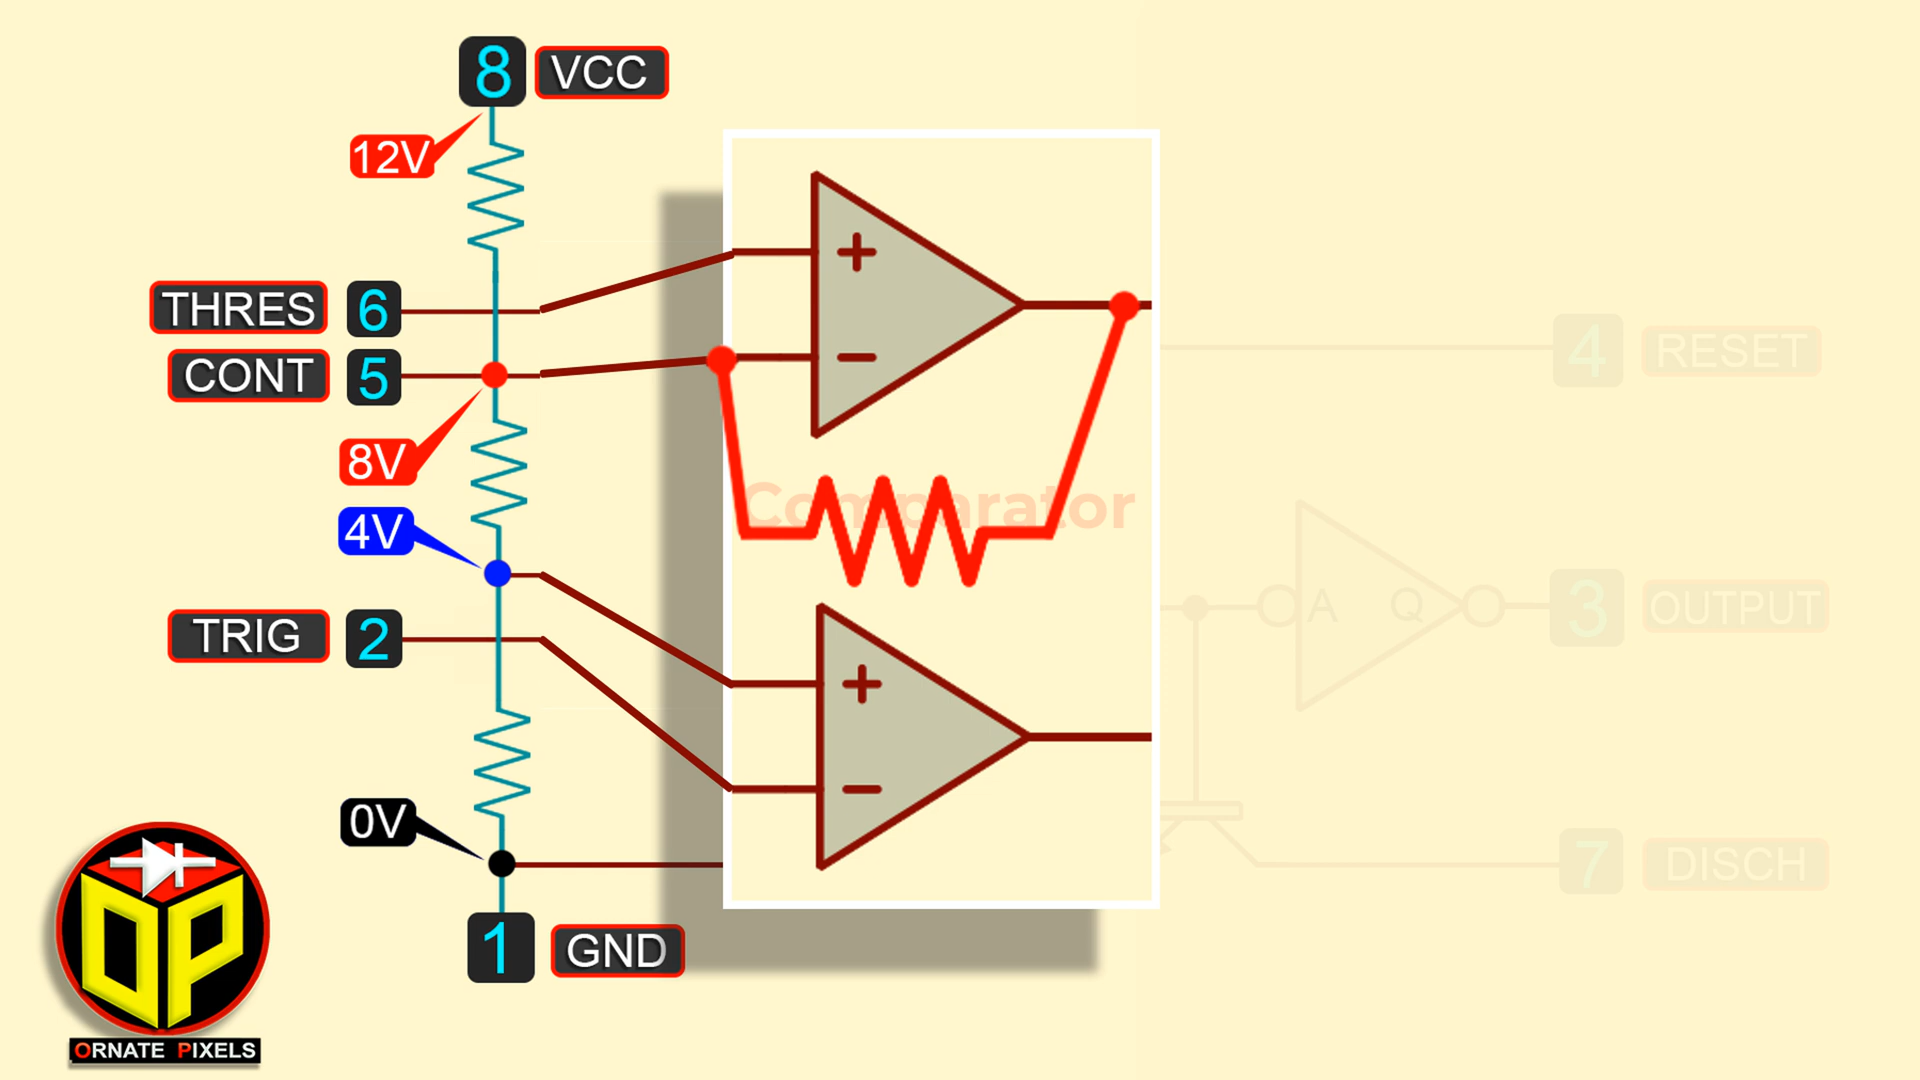 8 VCC
12V
THRES 6
CONT 5
8V
4V
TRIG 2
0V
1 GND
+
−
Comparator
+
−
4 RESET
A Q
3 OUTPUT
7 DISCH
OP
ORNATE PIXELS